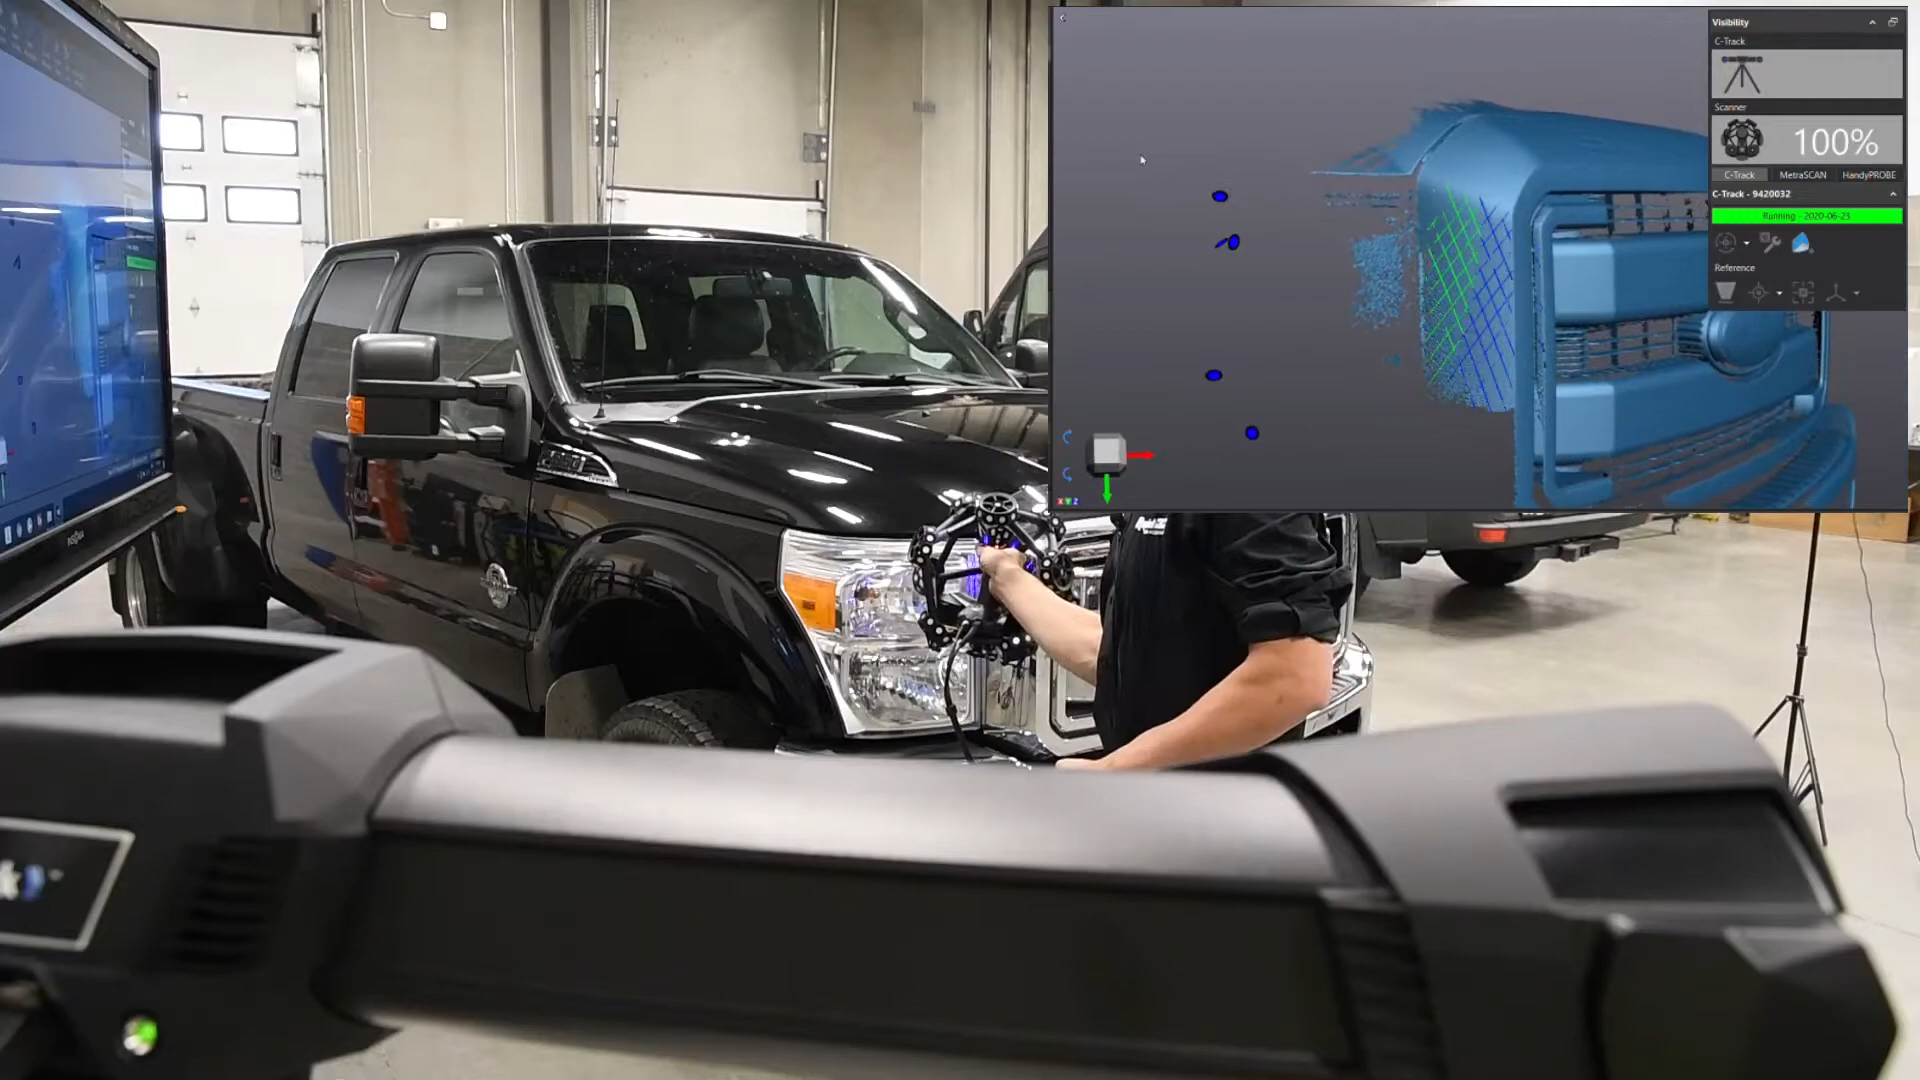 Visibility
C-Track
Scanner
100%
C-Track MetraSCAN HandyPROBE
C-Track - 9420032
Running - 2020-06-23
Reference
X Y Z